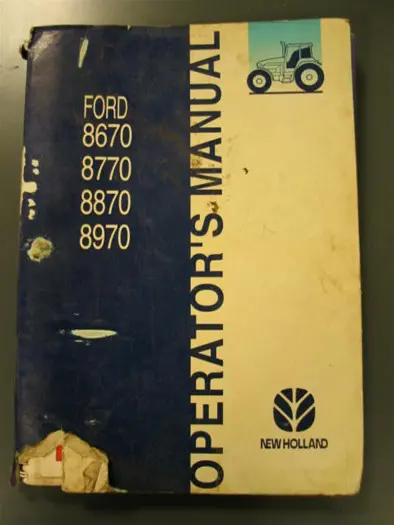 FORD
8670
8770
8870
8970
OPERATOR'S MANUAL
NEW HOLLAND